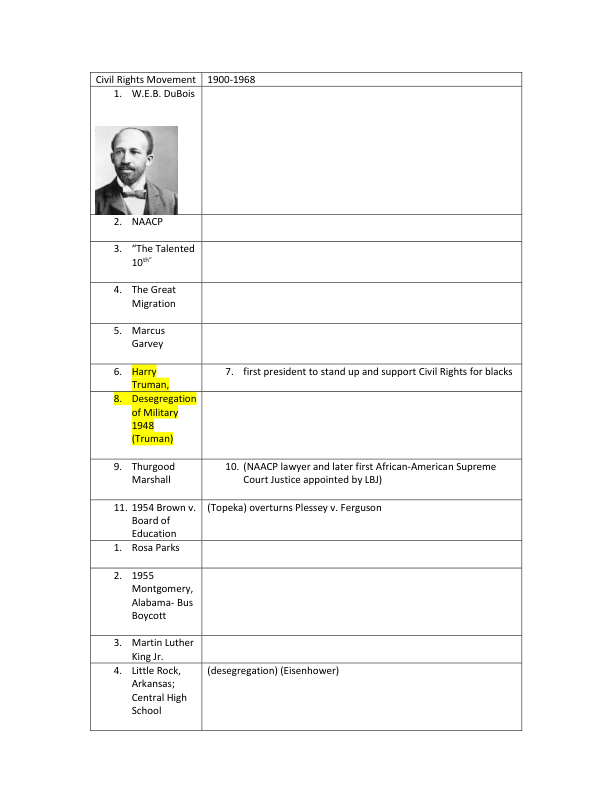 Civil Rights Movement 1900-1968
1. W.E.B. DuBois
2. NAACP
3. “The Talented
10th”
4. The Great
Migration
5. Marcus
Garvey
6. Harry
Truman,
7. first president to stand up and support Civil Rights for blacks
8. Desegregation
of Military
1948
(Truman)
9. Thurgood
Marshall
10. (NAACP lawyer and later first African-American Supreme
Court Justice appointed by LBJ)
11. 1954 Brown v.
Board of
Education
(Topeka) overturns Plessey v. Ferguson
1. Rosa Parks
2. 1955
Montgomery,
Alabama- Bus
Boycott
3. Martin Luther
King Jr.
4. Little Rock,
Arkansas;
Central High
School
(desegregation) (Eisenhower)